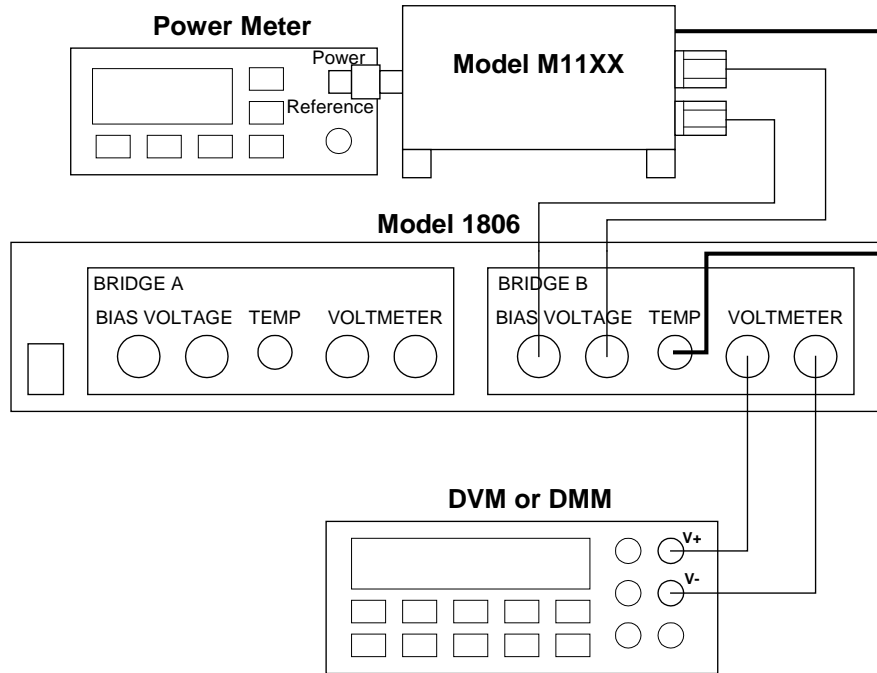 Power Meter
Power
Reference
Model M11XX
Model 1806
BRIDGE A
BIAS VOLTAGE TEMP VOLTMETER
BRIDGE B
BIAS VOLTAGE TEMP VOLTMETER
DVM or DMM
V+
V-